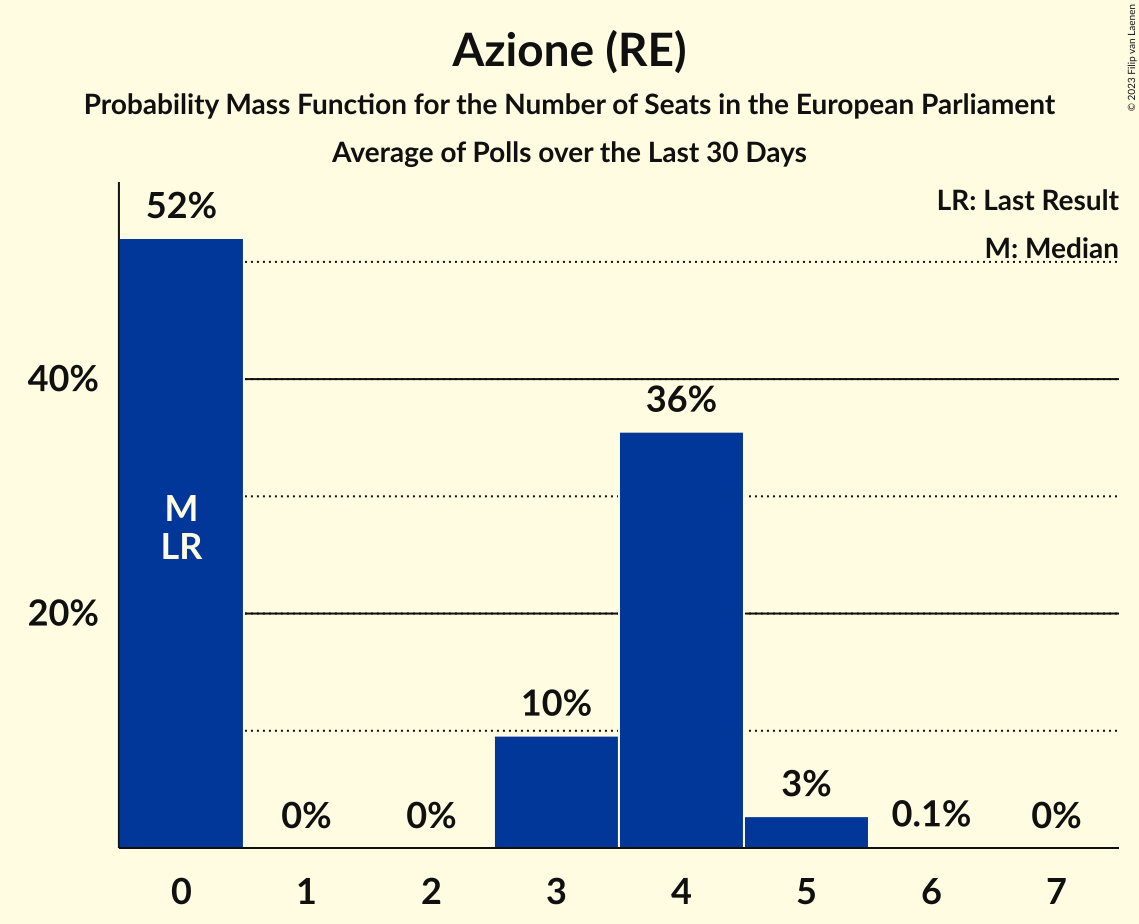 Azione (RE)
Probability Mass Function for the Number of Seats in the European Parliament
Average of Polls over the Last 30 Days
© 2023 Filip van Laenen
LR: Last Result
M: Median
52%
40%
36%
M
LR
20%
10%
3%
0%
0%
0.1%
0%
0
1
2
3
4
5
6
7